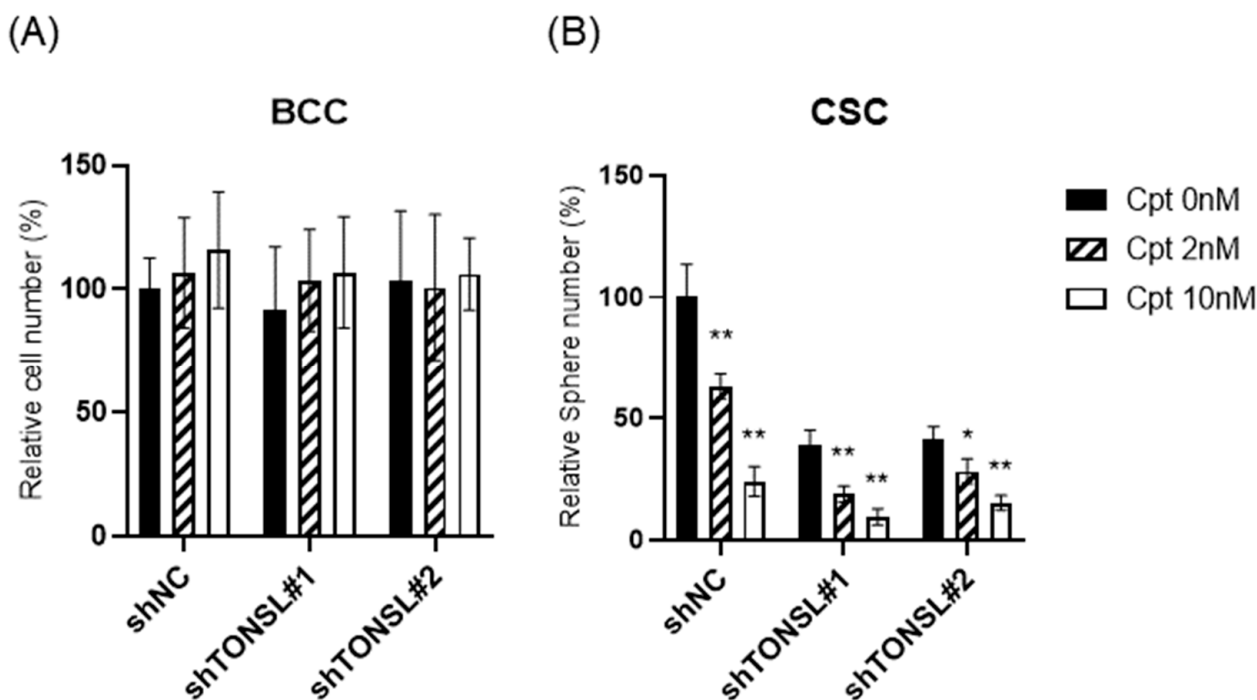 (A)
BCC
Relative cell number (%)
150
100
50
0
shNC
shTONSL#1
shTONSL#2
(B)
CSC
Relative Sphere number (%)
150
100
50
0
**
**
**
**
*
**
shNC
shTONSL#1
shTONSL#2
Cpt 0nM
Cpt 2nM
Cpt 10nM